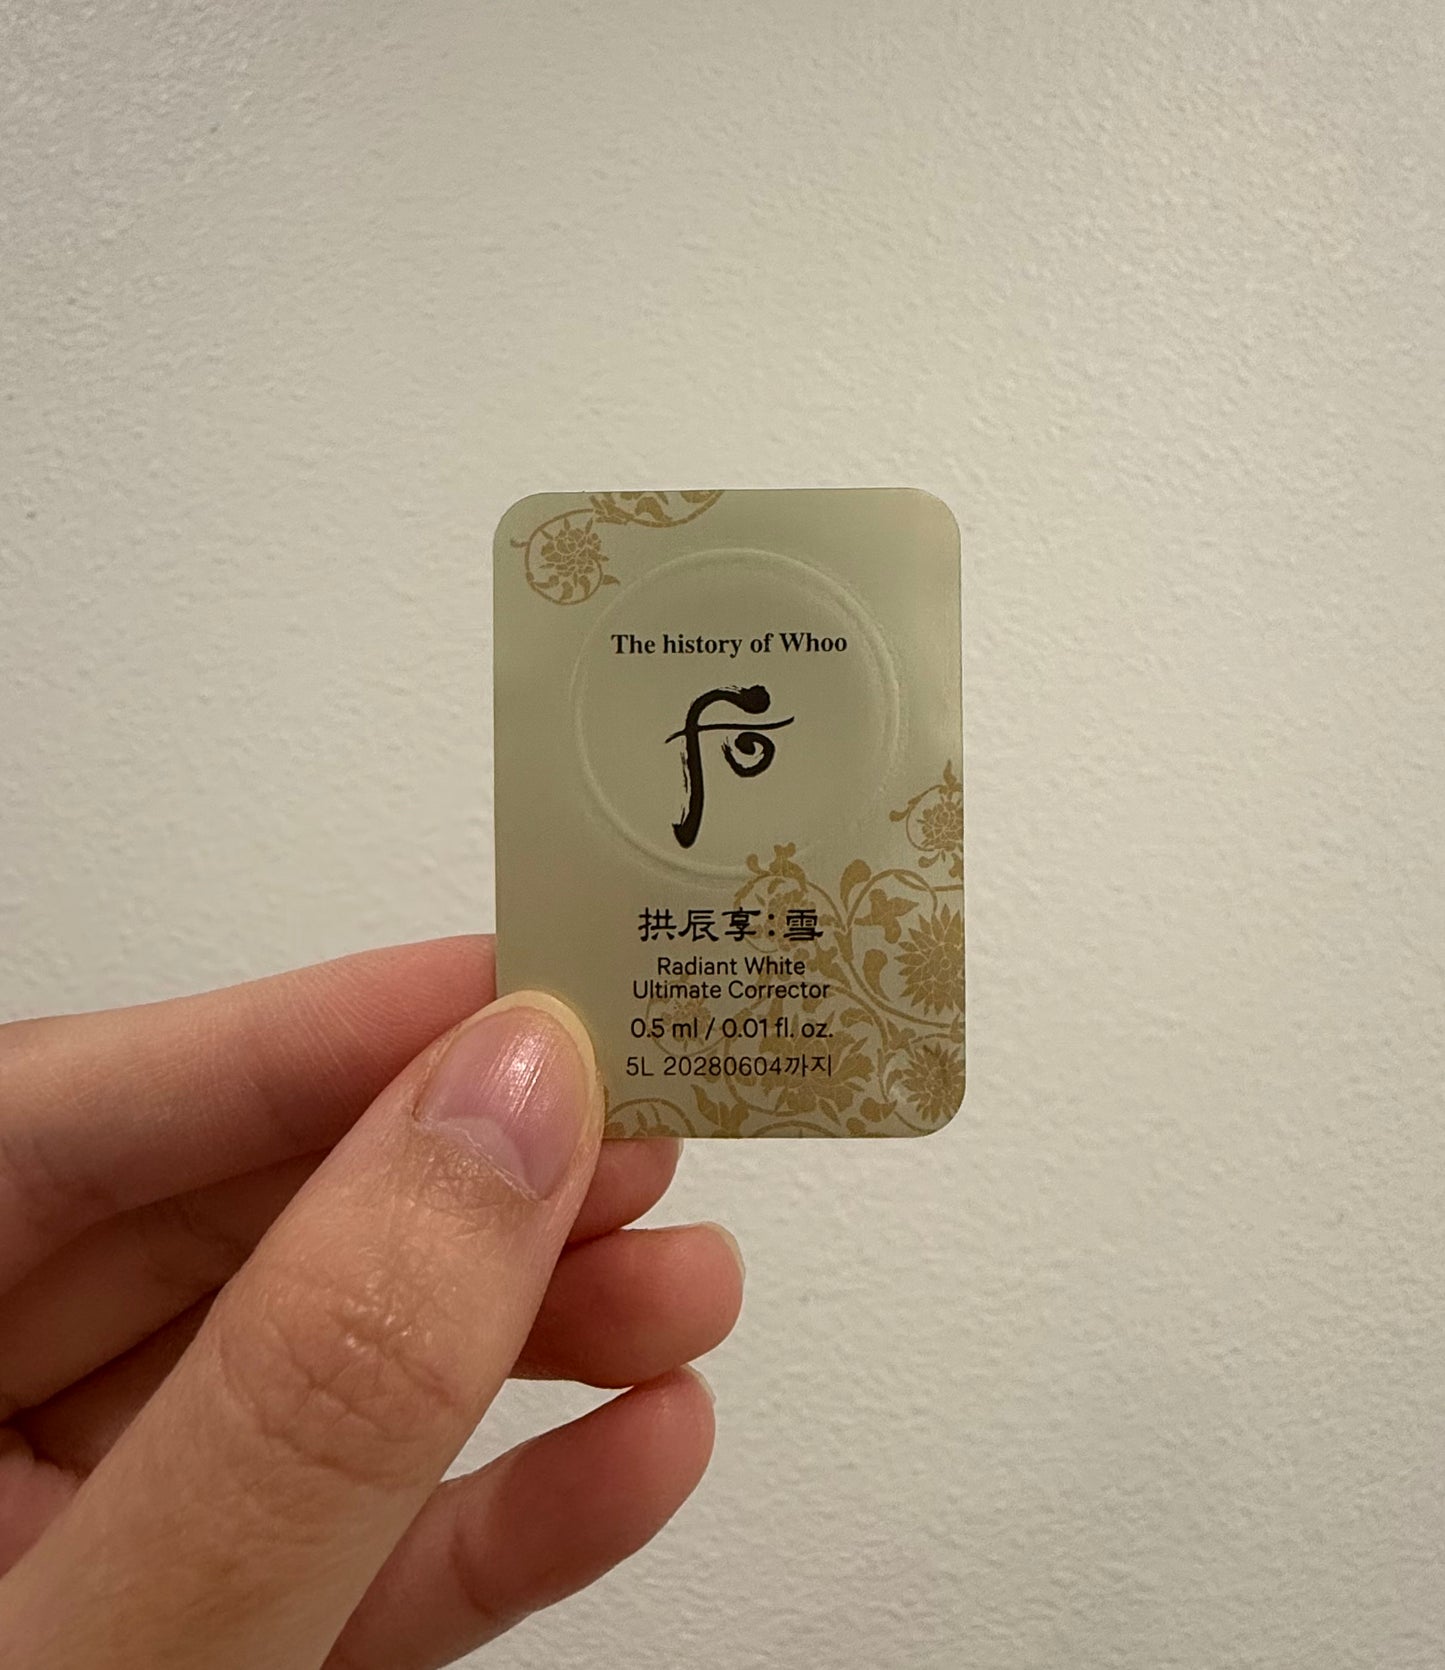 The history of Whoo
后
拱辰享:雪
Radiant White
Ultimate Corrector
0.5 ml / 0.01 fl. oz.
5L 20280604까지